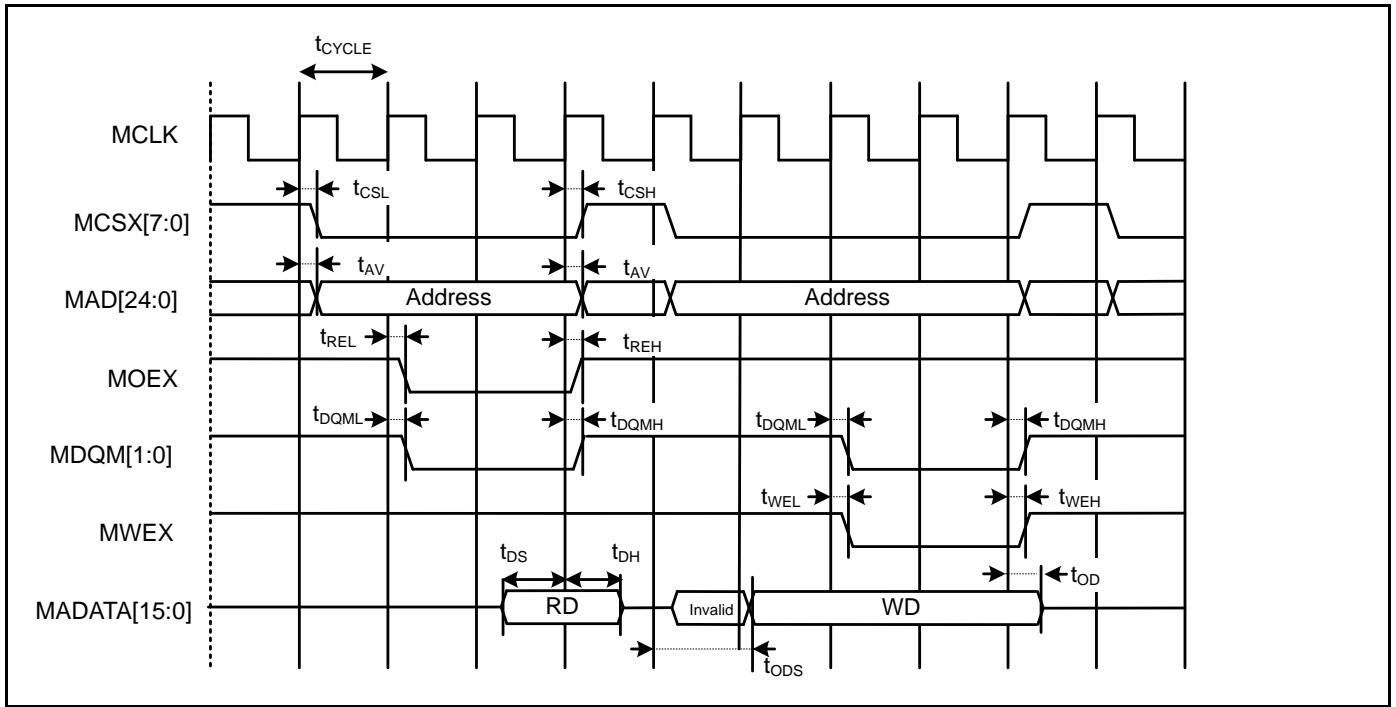 tCYCLE
MCLK
tCSL
tCSH
MCSX[7:0]
tAV
tAV
MAD[24:0]
Address
Address
tREL
tREH
MOEX
tDQML
tDQMH
tDQML
tDQMH
MDQM[1:0]
tWEL
tWEH
MWEX
tDS
tDH
tOD
MADATA[15:0]
RD
Invalid
WD
tODS